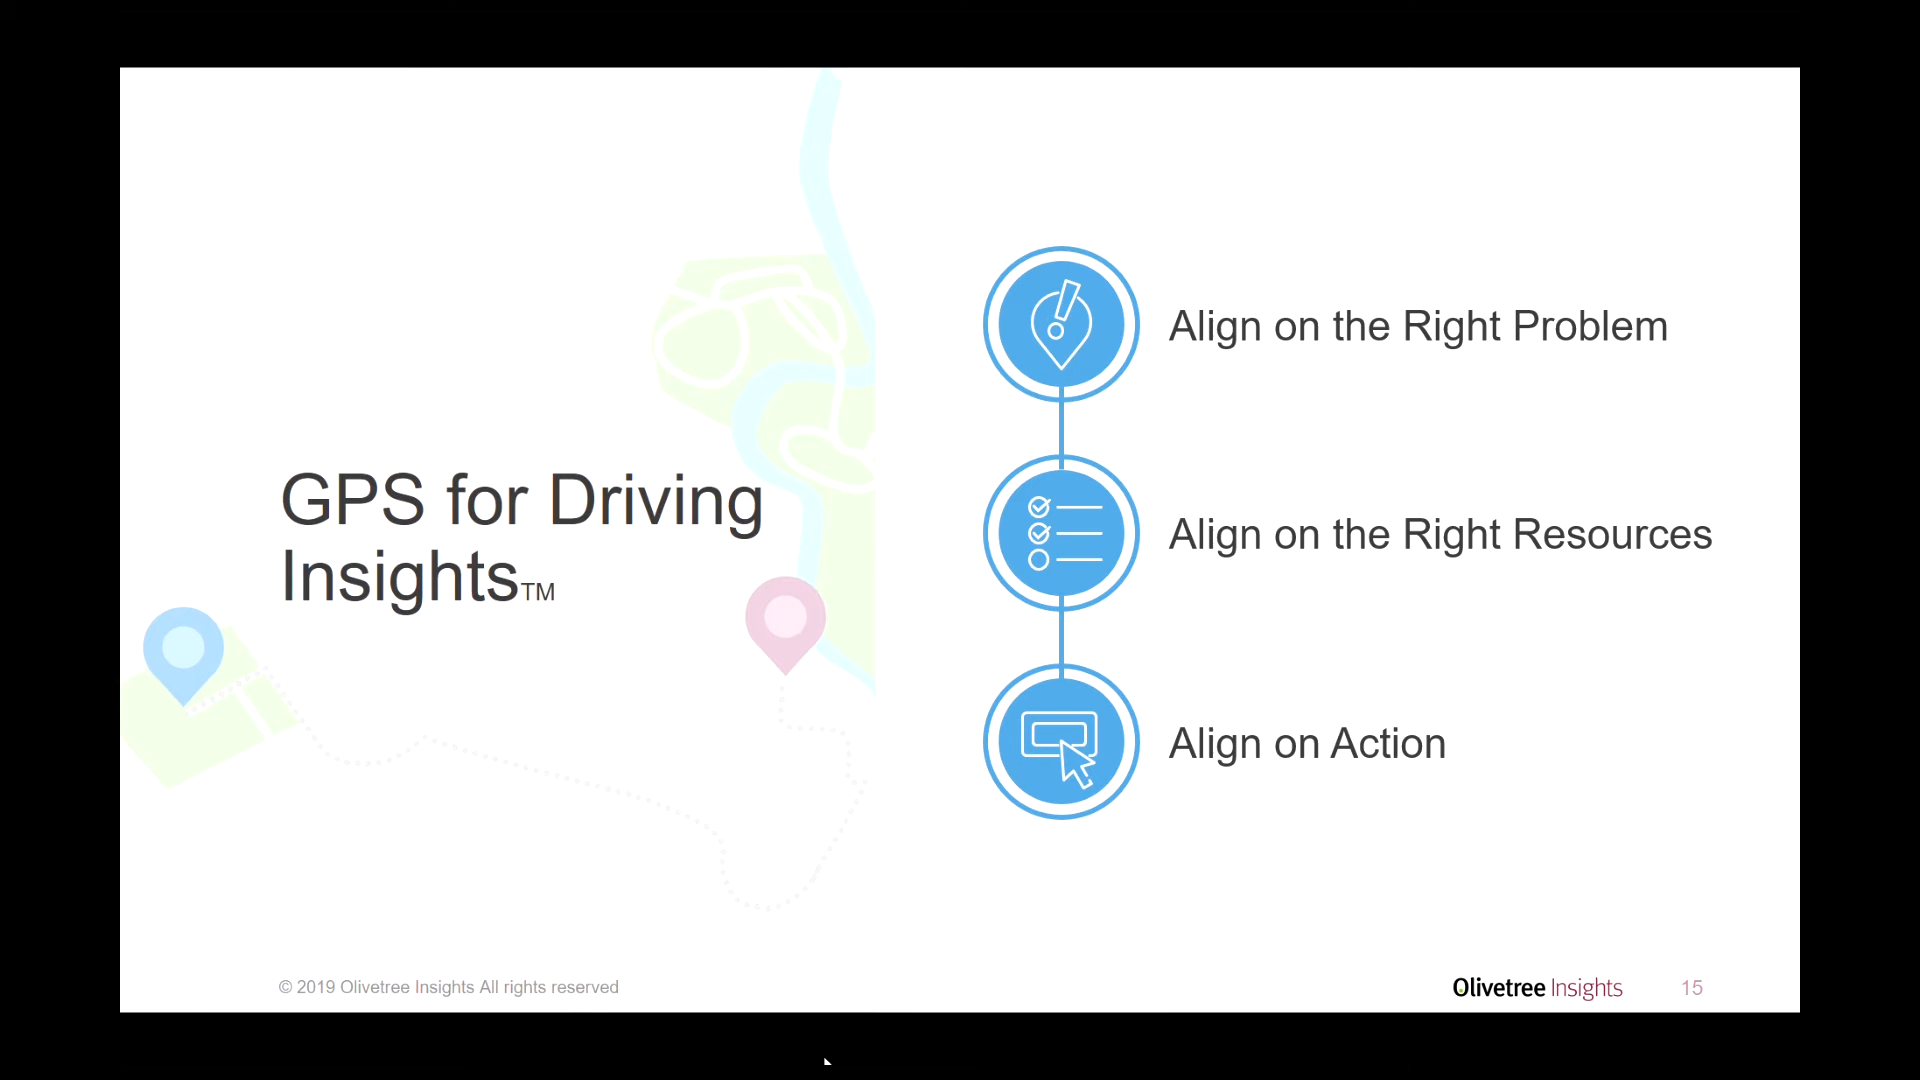 GPS for Driving
Insights™
Align on the Right Problem
Align on the Right Resources
Align on Action
© 2019 Olivetree Insights All rights reserved
Olivetree Insights
15